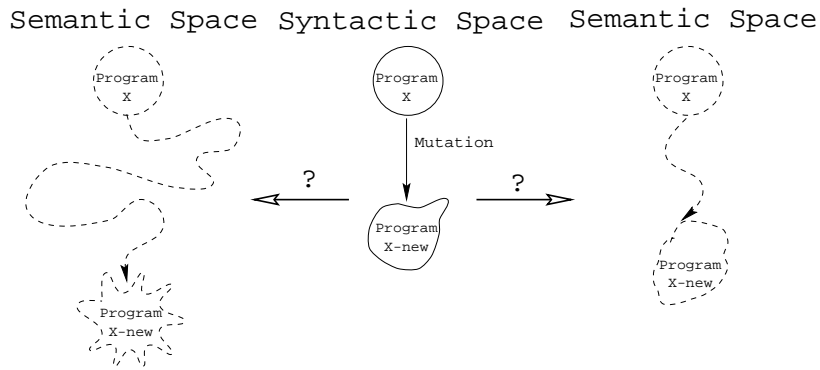 Semantic Space Syntactic Space Semantic Space
Program
X
Program
X
Program
X
Mutation
?
?
Program
X-new
Program
X-new
Program
X-new